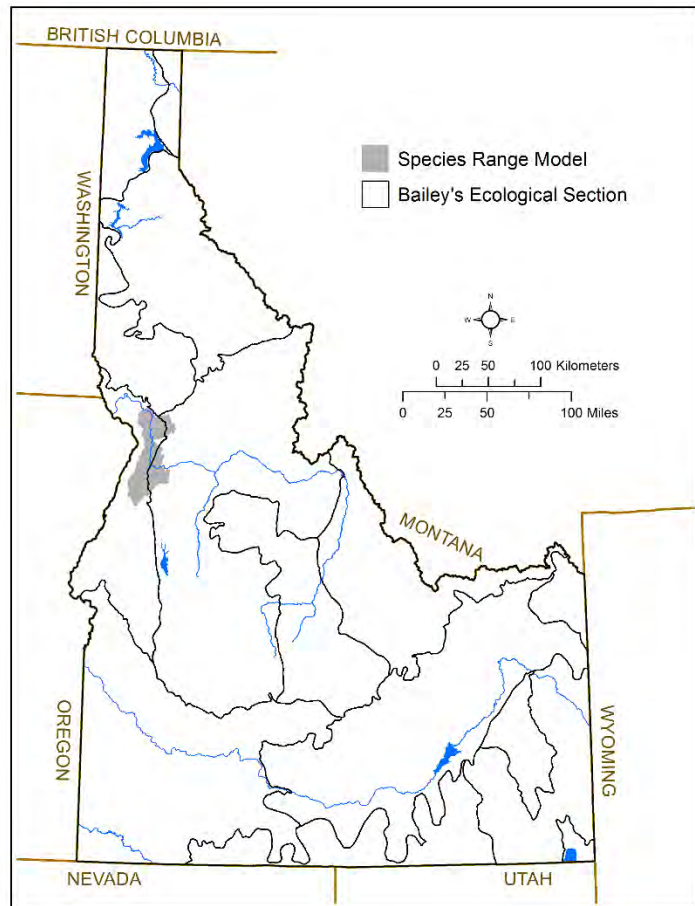 BRITISH COLUMBIA
WASHINGTON
Species Range Model
Bailey's Ecological Section
N
W E
S
0 25 50 100 Kilometers
0 25 50 100 Miles
MONTANA
OREGON
WYOMING
NEVADA
UTAH